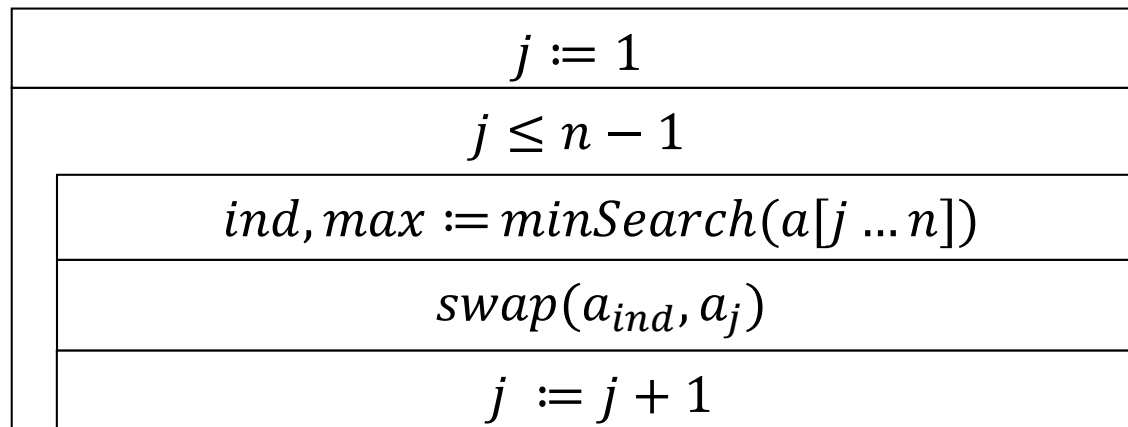 j ≔ 1
j ≤ n − 1
ind, max ≔ minSearch(a[j … n])
swap(a_ind, a_j)
j ≔ j + 1